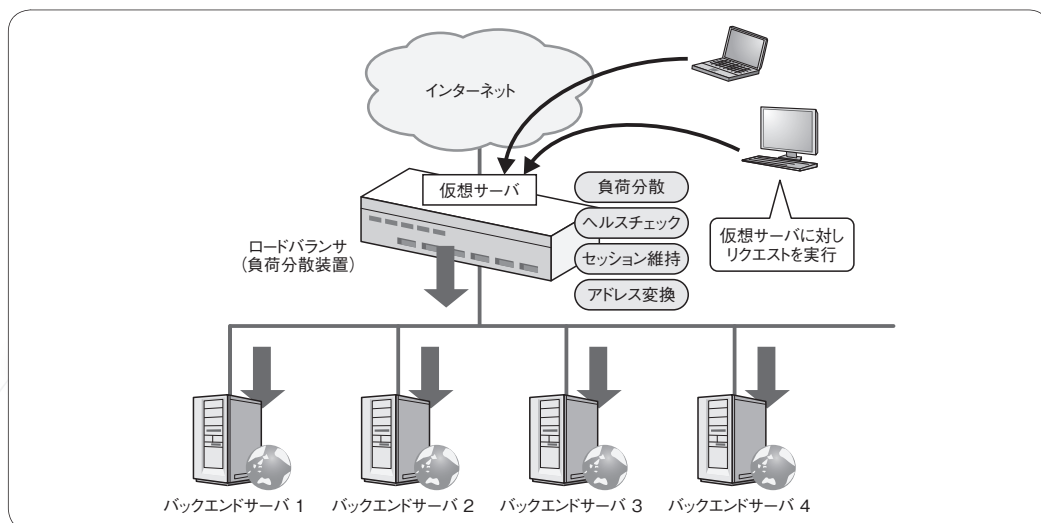 インターネット
仮想サーバ
負荷分散
ヘルスチェック
セッション維持
アドレス変換
仮想サーバに対し
リクエストを実行
ロードバランサ
(負荷分散装置)
バックエンドサーバ 1
バックエンドサーバ 2
バックエンドサーバ 3
バックエンドサーバ 4